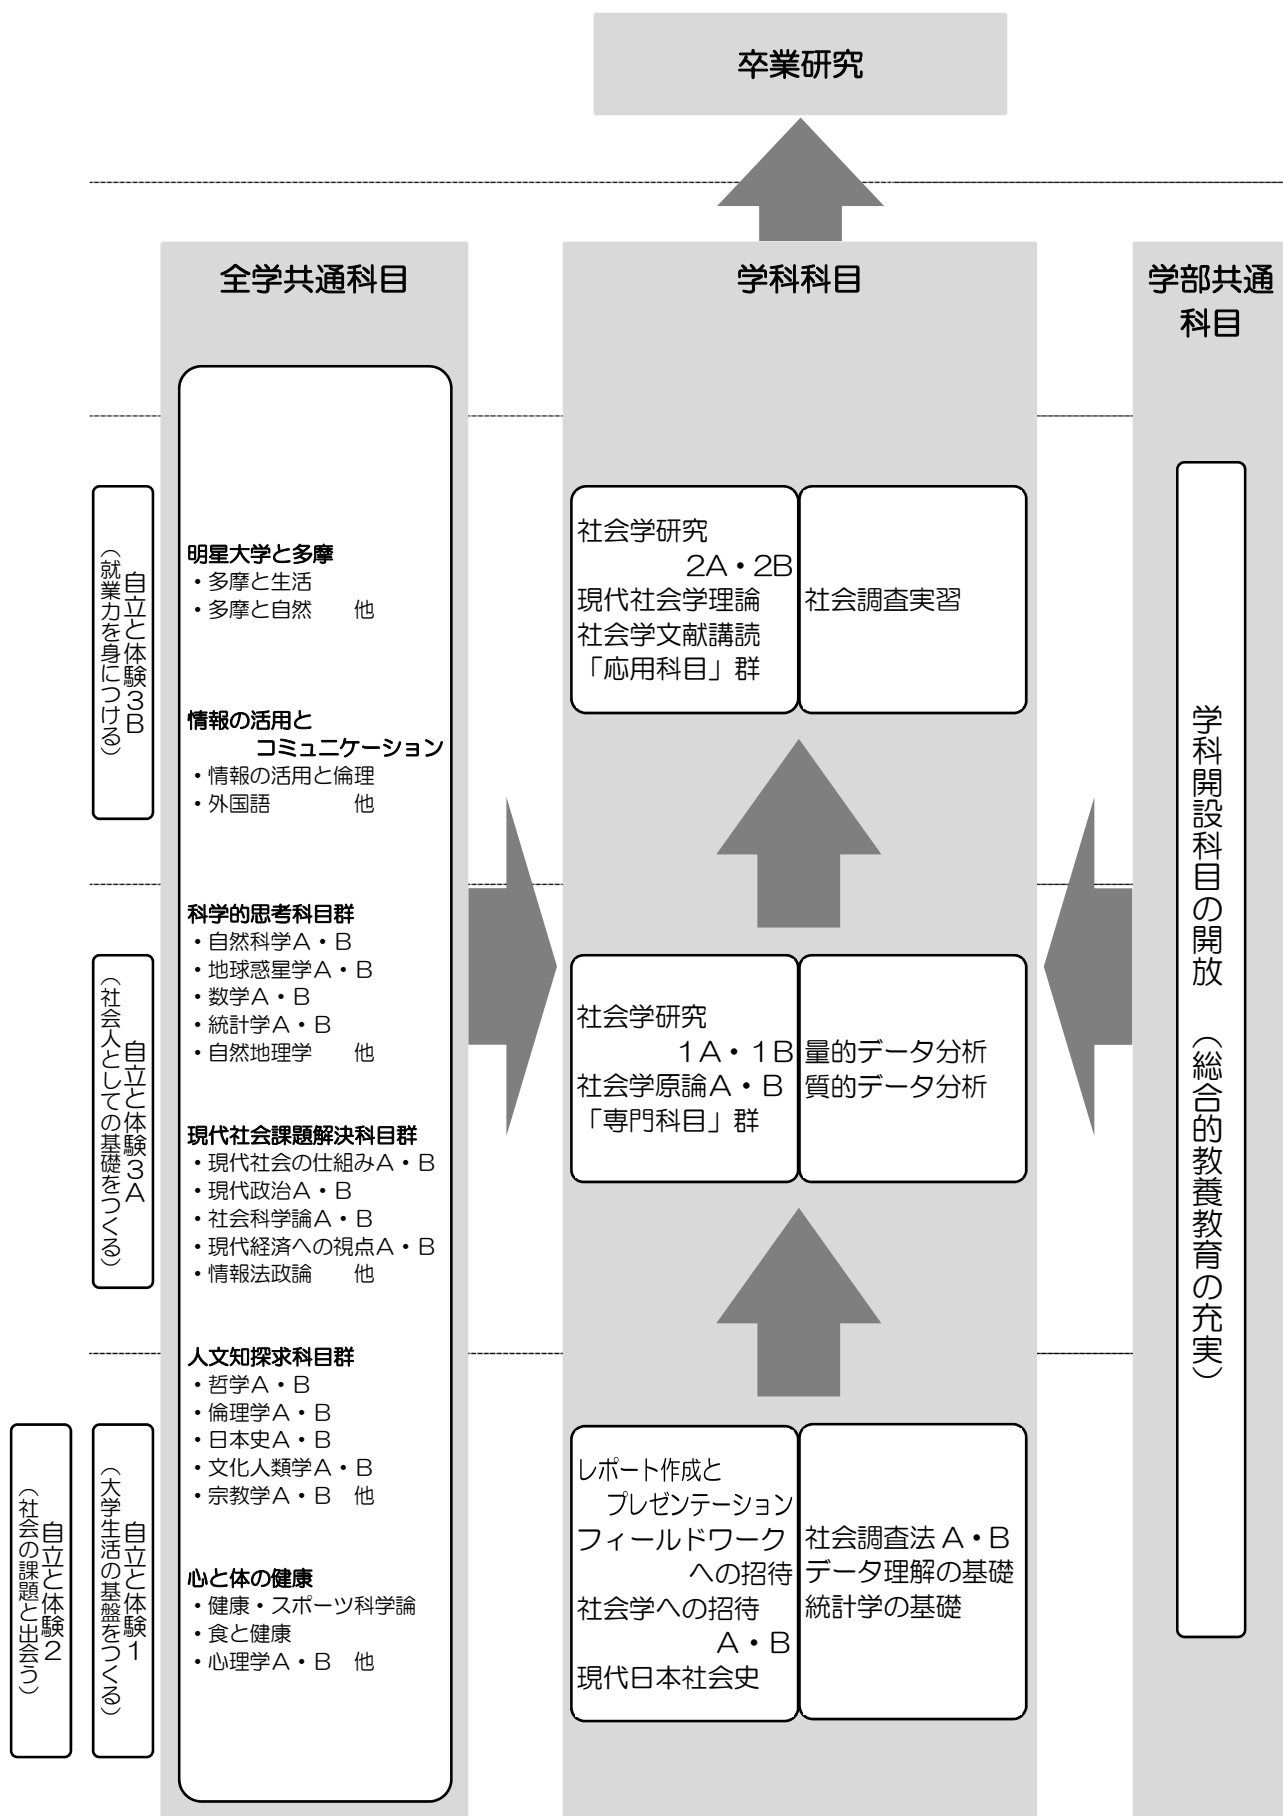 卒業研究
全学共通科目
明星大学と多摩
・多摩と生活
・多摩と自然　　他
情報の活用と
コミュニケーション
・情報の活用と倫理
・外国語　　　　他
科学的思考科目群
・自然科学A・B
・地球惑星学A・B
・数学A・B
・統計学A・B
・自然地理学　　他
現代社会課題解決科目群
・現代社会の仕組みA・B
・現代政治A・B
・社会科学論A・B
・現代経済への視点A・B
・情報法政論　　他
人文知探求科目群
・哲学A・B
・倫理学A・B
・日本史A・B
・文化人類学A・B
・宗教学A・B　他
心と体の健康
・健康・スポーツ科学論
・食と健康
・心理学A・B　他
自立と体験3B
（就業力を身につける）
自立と体験3A
（社会人としての基礎をつくる）
自立と体験1
（大学生活の基盤をつくる）
自立と体験2
（社会の課題と出会う）
学科科目
社会学研究
2A・2B
現代社会学理論
社会学文献講読
「応用科目」群
社会調査実習
社会学研究
1A・1B
社会学原論A・B
「専門科目」群
量的データ分析
質的データ分析
レポート作成と
プレゼンテーション
フィールドワーク
への招待
社会学への招待
A・B
現代日本社会史
社会調査法 A・B
データ理解の基礎
統計学の基礎
学部共通
科目
学科開設科目の開放　（総合的教養教育の充実）